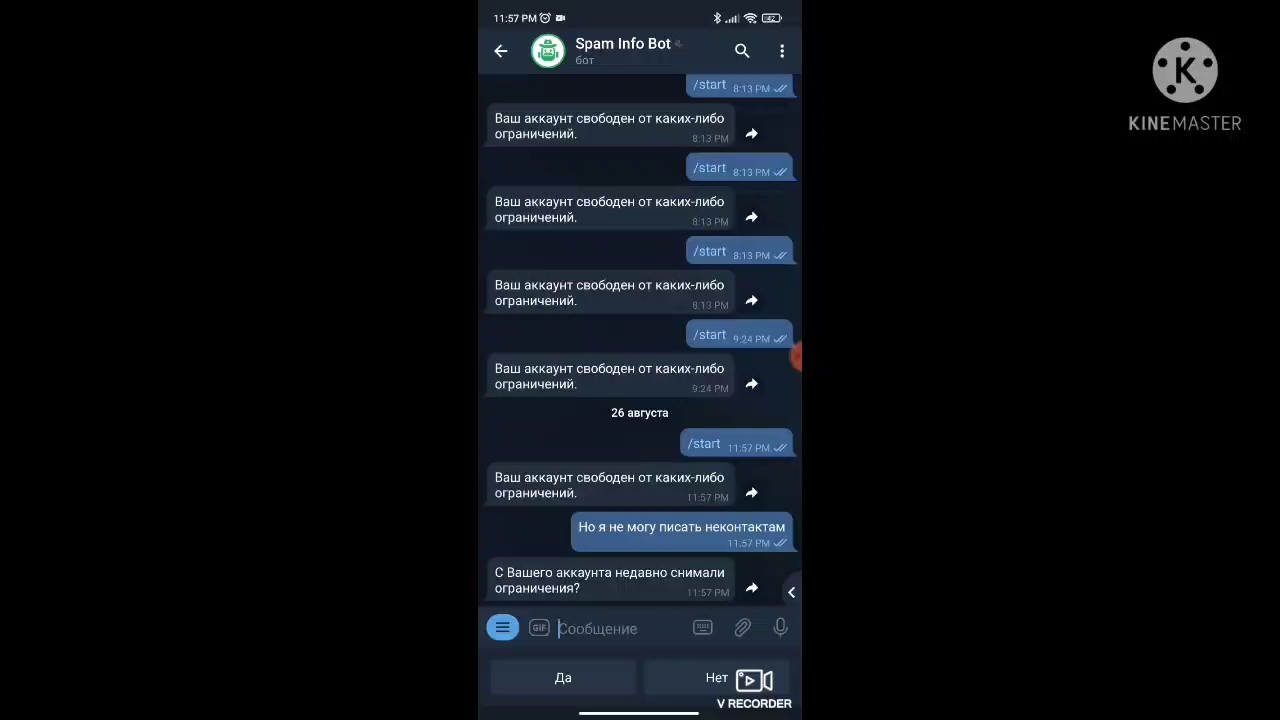 11:57 PM
42
Spam Info Bot
бот
/start 8:13 PM
Ваш аккаунт свободен от каких-либо
ограничений. 8:13 PM
/start 8:13 PM
Ваш аккаунт свободен от каких-либо
ограничений. 8:13 PM
/start 8:13 PM
Ваш аккаунт свободен от каких-либо
ограничений. 8:13 PM
/start 9:24 PM
Ваш аккаунт свободен от каких-либо
ограничений. 9:24 PM
26 августа
/start 11:57 PM
Ваш аккаунт свободен от каких-либо
ограничений. 11:57 PM
Но я не могу писать неконтактам
11:57 PM
С Вашего аккаунта недавно снимали
ограничения? 11:57 PM
GIF Сообщение
Да Нет
V RECORDER
K
KINEMASTER